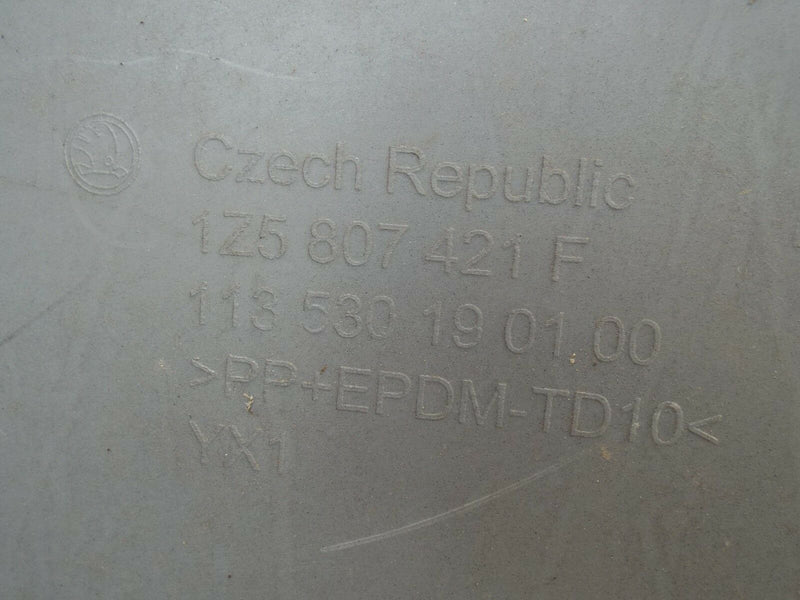 Czech Republic
1Z5 807 421 F
113 530 19 01.00
>PP+EPDM-TD10<
YX1